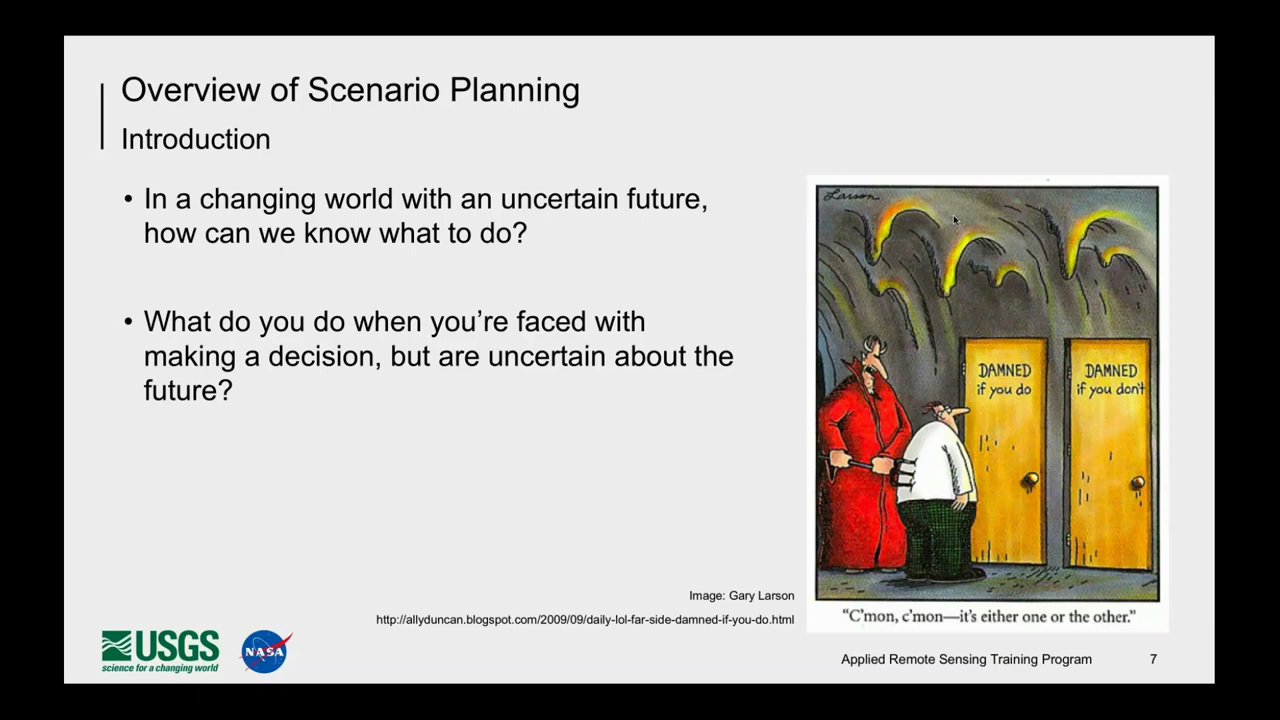 Overview of Scenario Planning
Introduction
• In a changing world with an uncertain future,
how can we know what to do?
• What do you do when you’re faced with
making a decision, but are uncertain about the
future?
Larson
DAMNED
if you do
DAMNED
if you don't
“C’mon, c’mon—it’s either one or the other.”
Image: Gary Larson
http://allyduncan.blogspot.com/2009/09/daily-lol-far-side-damned-if-you-do.html
USGS
science for a changing world
NASA
Applied Remote Sensing Training Program
7